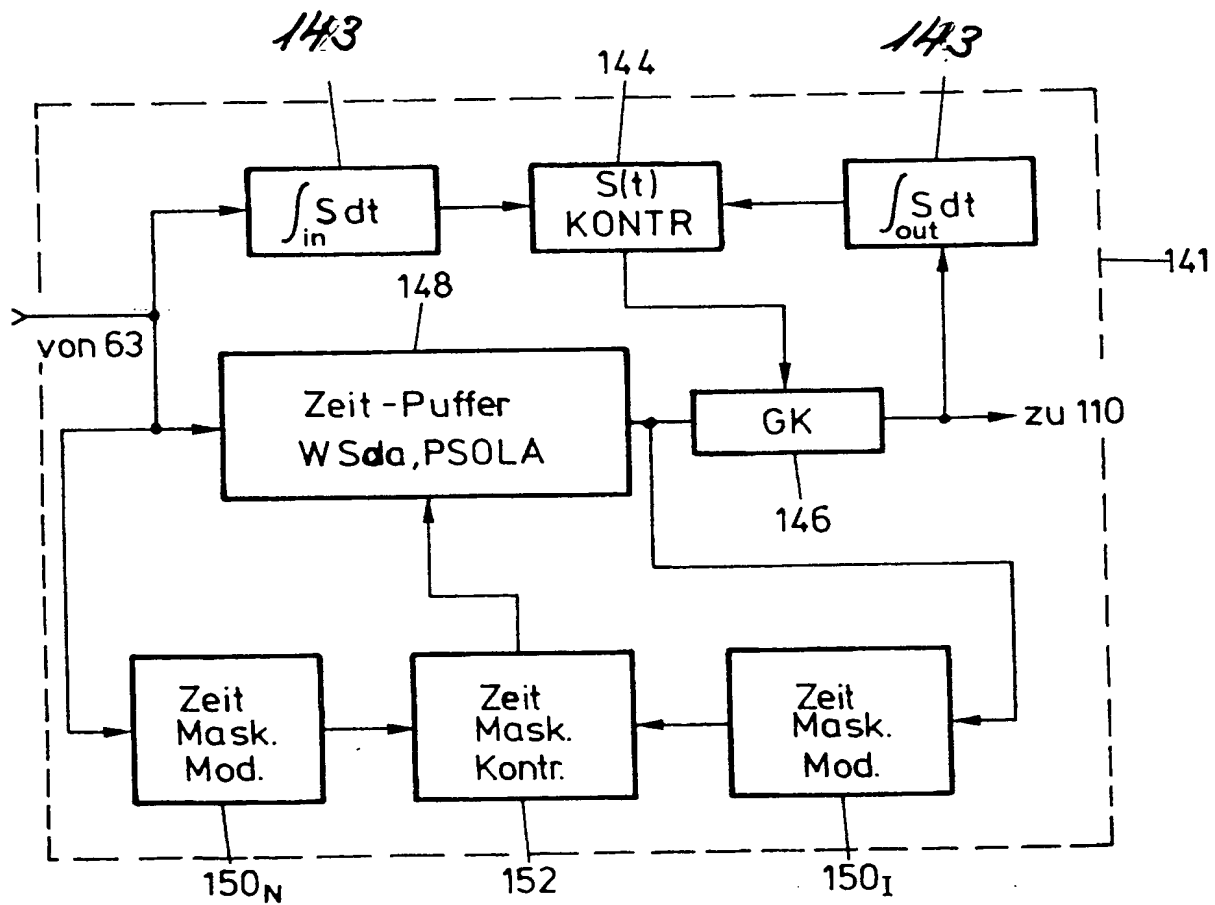 143
144
143
∫in S dt
S(t)
KONTR
∫out S dt
141
148
von 63
Zeit-Puffer
WSda, PSOLA
GK
zu 110
146
Zeit
Mask.
Mod.
Zeit
Mask.
Kontr.
Zeit
Mask.
Mod.
150N
152
150I